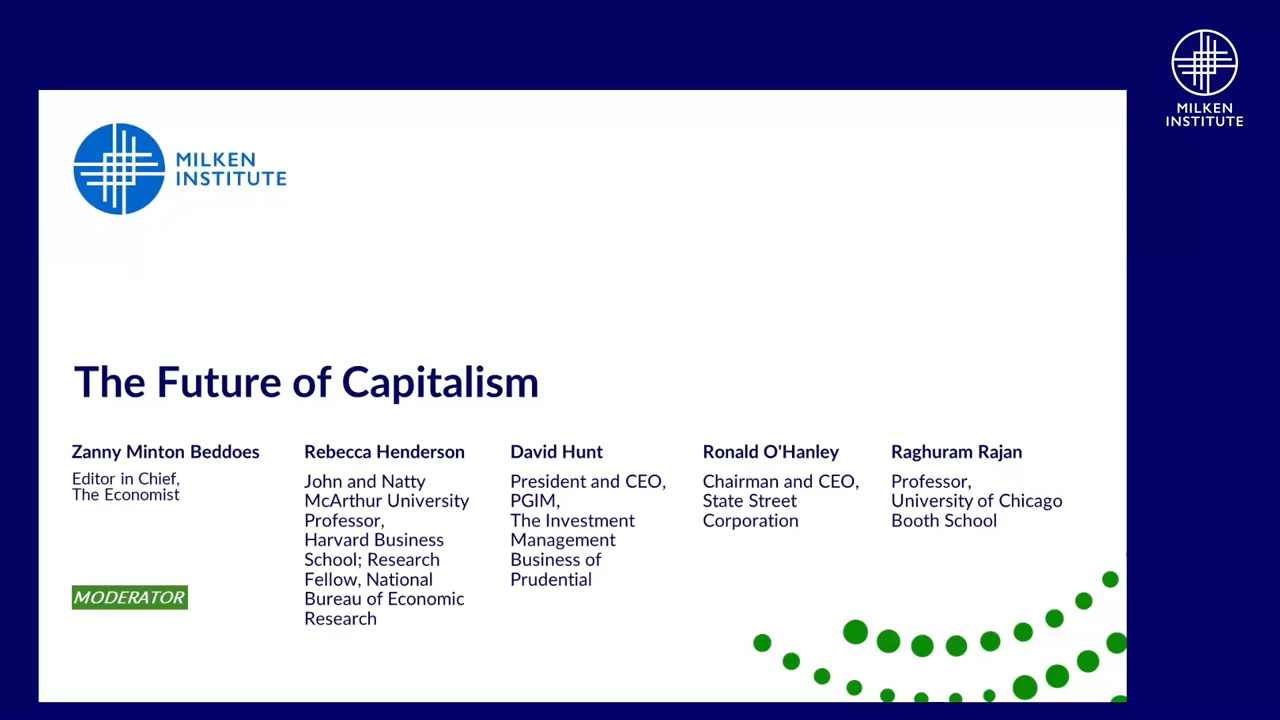 MILKEN
INSTITUTE
MILKEN
INSTITUTE
The Future of Capitalism
Zanny Minton Beddoes
Editor in Chief,
The Economist
MODERATOR
Rebecca Henderson
John and Natty
McArthur University
Professor,
Harvard Business
School; Research
Fellow, National
Bureau of Economic
Research
David Hunt
President and CEO,
PGIM,
The Investment
Management
Business of
Prudential
Ronald O'Hanley
Chairman and CEO,
State Street
Corporation
Raghuram Rajan
Professor,
University of Chicago
Booth School